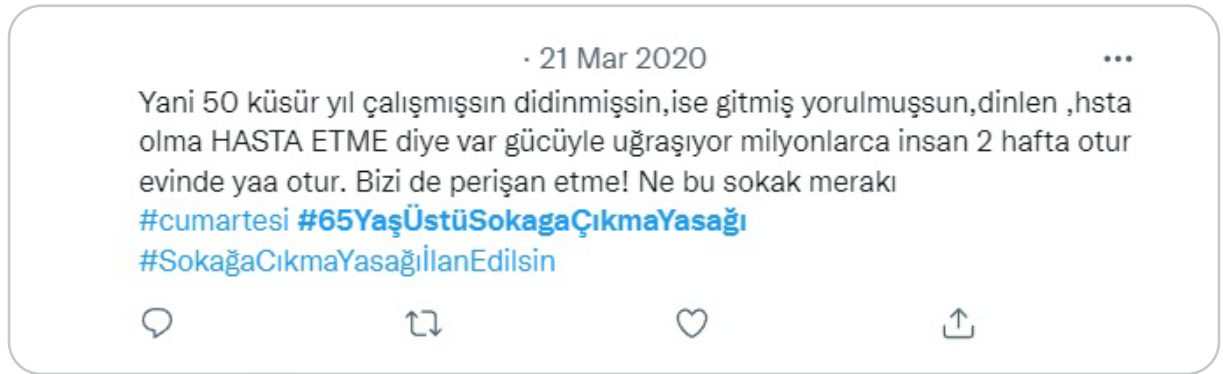 · 21 Mar 2020
Yani 50 küsür yıl çalışmışsın didinmişsin,ise gitmiş yorulmuşsun,dinlen ,hsta
olma HASTA ETME diye var gücüyle uğraşıyor milyonlarca insan 2 hafta otur
evinde yaa otur. Bizi de perişan etme! Ne bu sokak merakı
#cumartesi #65YaşÜstüSokagaÇıkmaYasağı
#SokağaCıkmaYasağıİlanEdilsin